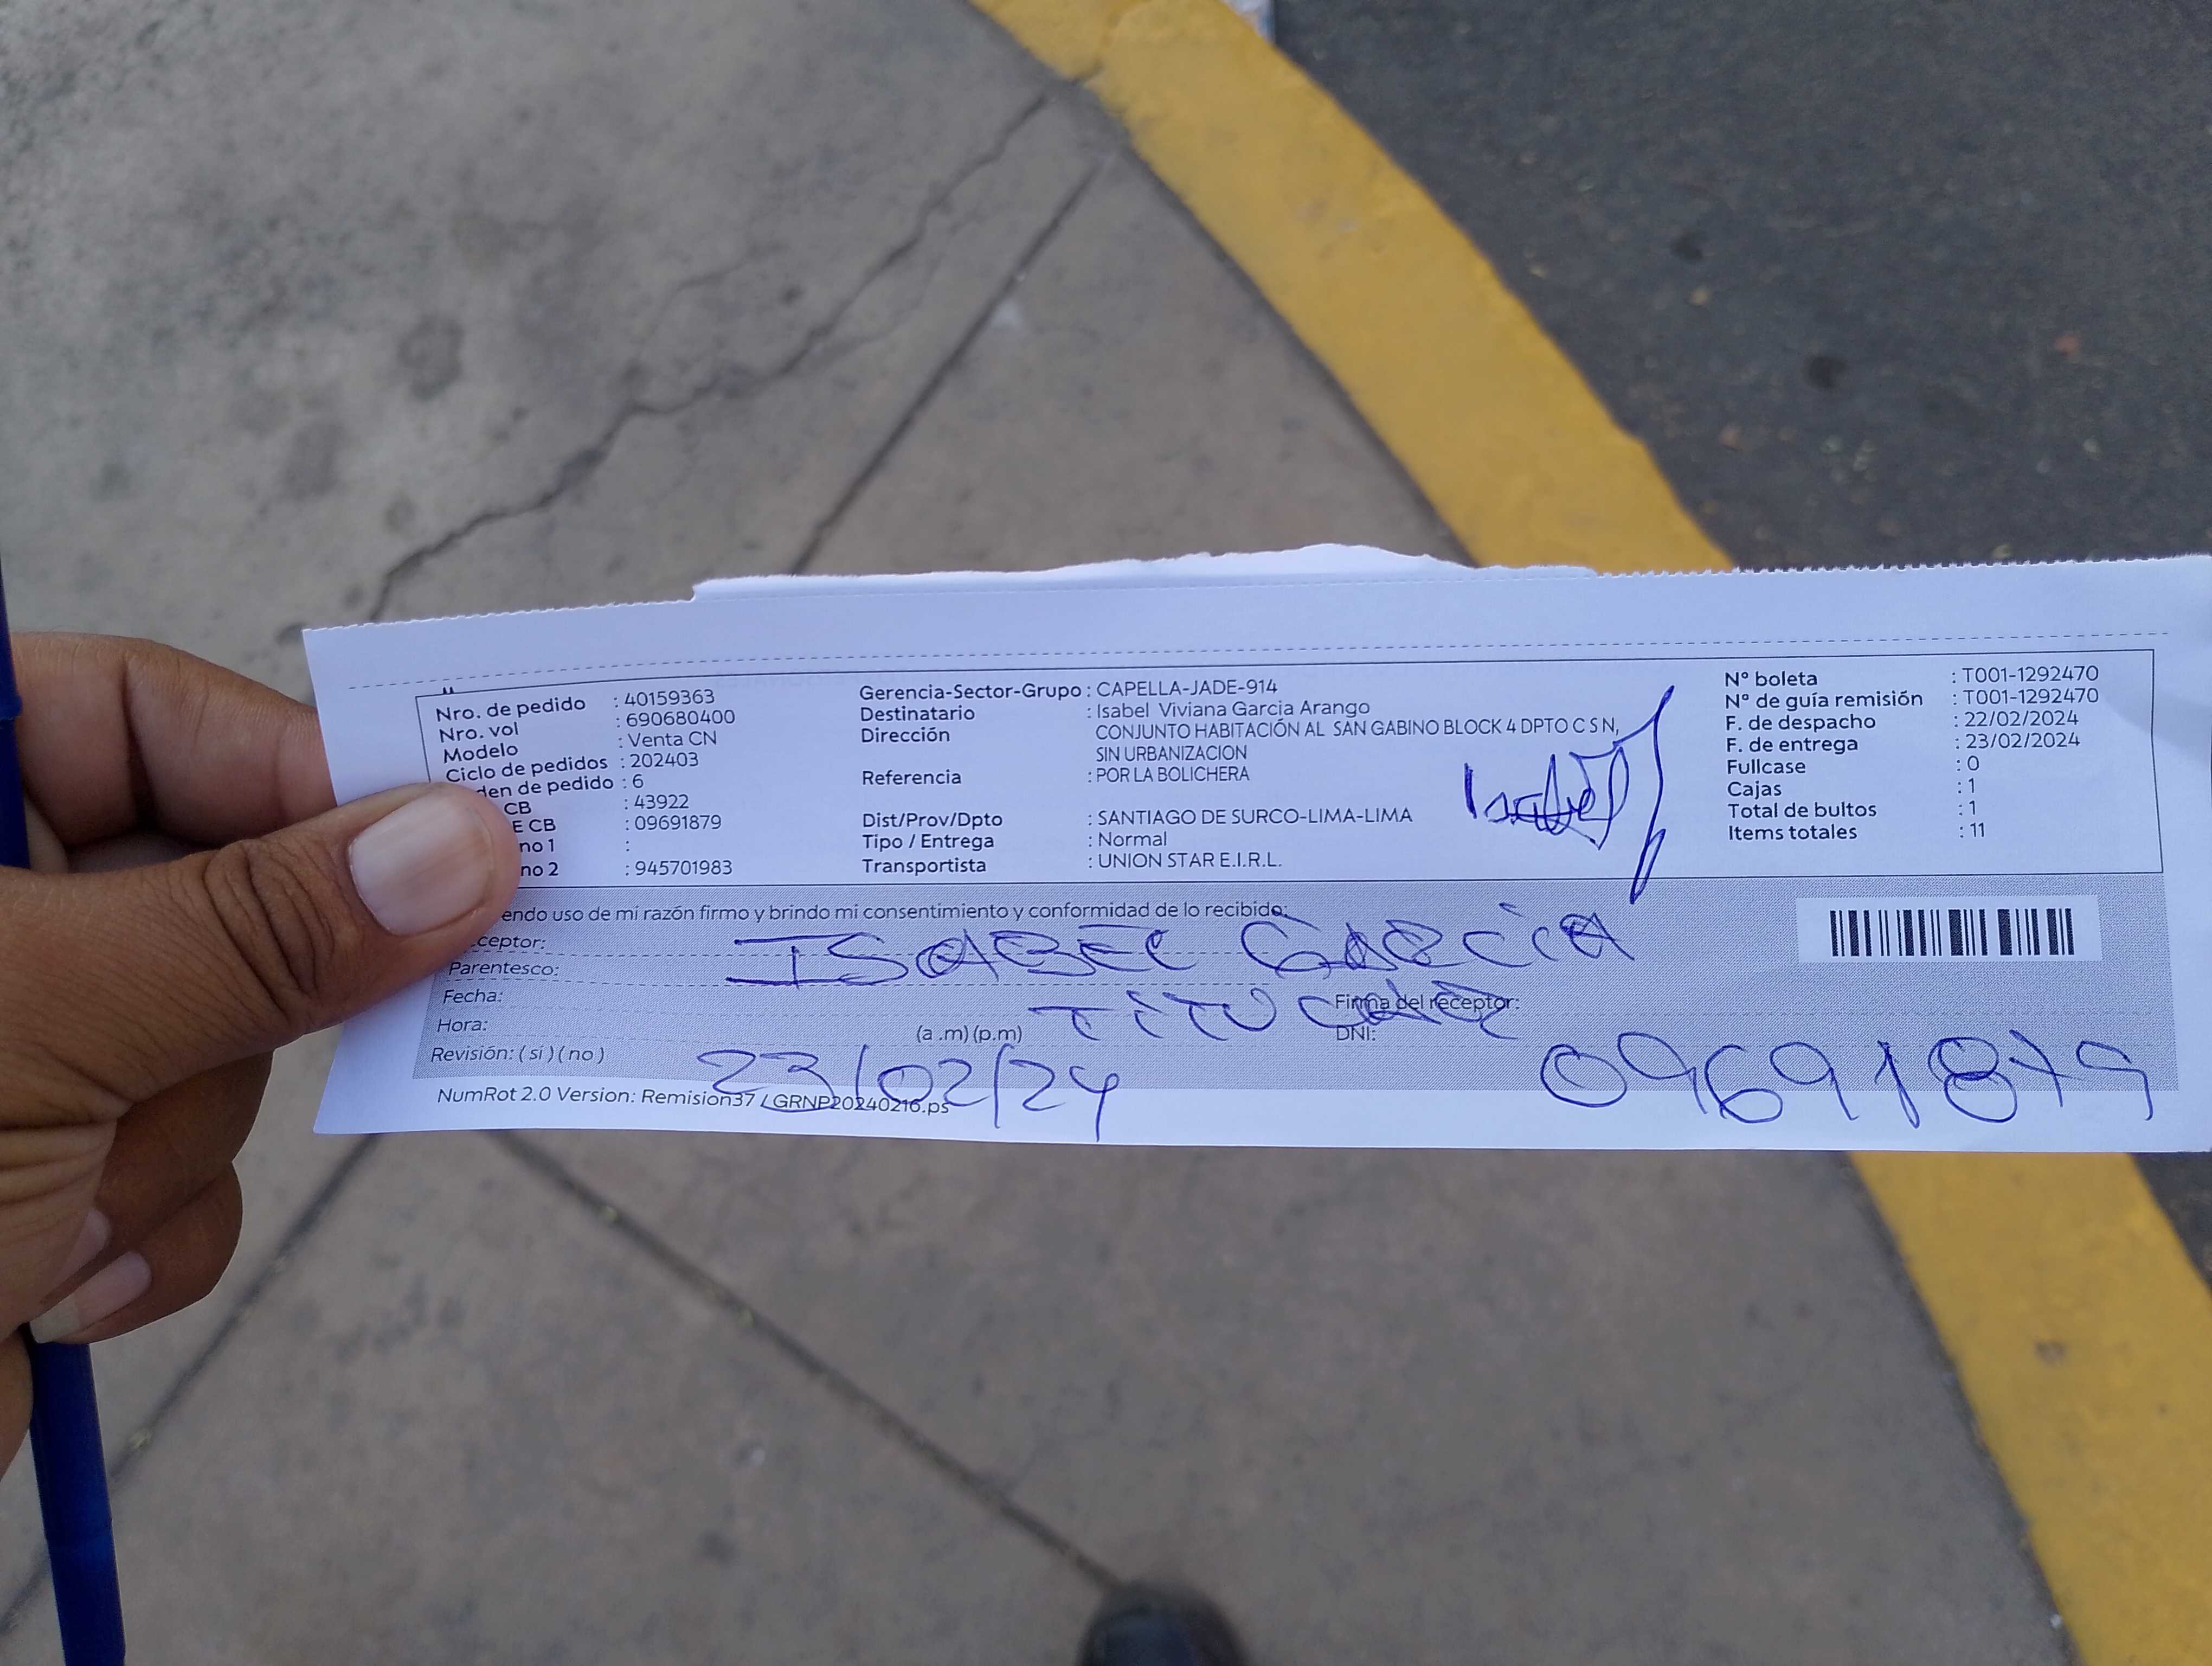 Nro. de pedido : 40159363
Nro. vol : 690680400
Modelo : Venta CN
Ciclo de pedidos : 202403
den de pedido : 6
CB : 43922
E CB : 09691879
no 1 :
no 2 : 945701983
Gerencia-Sector-Grupo : CAPELLA-JADE-914
Destinatario : Isabel Viviana Garcia Arango
Dirección CONJUNTO HABITACIÓN AL SAN GABINO BLOCK 4 DPTO C S N,
SIN URBANIZACION
Referencia : POR LA BOLICHERA
Dist/Prov/Dpto : SANTIAGO DE SURCO-LIMA-LIMA
Tipo / Entrega : Normal
Transportista : UNION STAR E.I.R.L.
Isabel
N° boleta : T001-1292470
N° de guía remisión : T001-1292470
F. de despacho : 22/02/2024
F. de entrega : 23/02/2024
Fullcase : 0
Cajas : 1
Total de bultos : 1
Items totales : 11
endo uso de mi razón firmo y brindo mi consentimiento y conformidad de lo recibido:
ceptor: ISABEL GARCIA
Parentesco: TITULAR
Fecha: Firma del receptor:
Hora: (a .m) (p.m) DNI:
Revisión: ( si ) ( no ) 23/02/24 09691879
NumRot 2.0 Version: Remision37 / GRNP20240216.ps